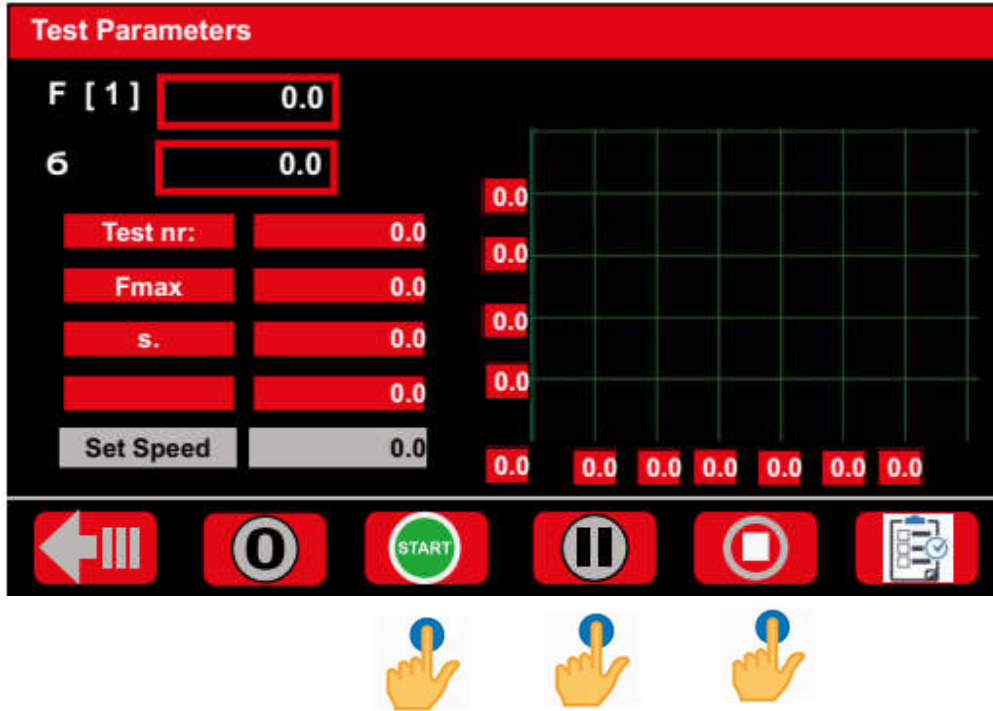 Test Parameters
F [ 1 ] 0.0
6 0.0
Test nr: 0.0
Fmax 0.0
s. 0.0
0.0
Set Speed 0.0
0.0
0.0
0.0
0.0
0.0 0.0 0.0 0.0 0.0 0.0 0.0
0
START